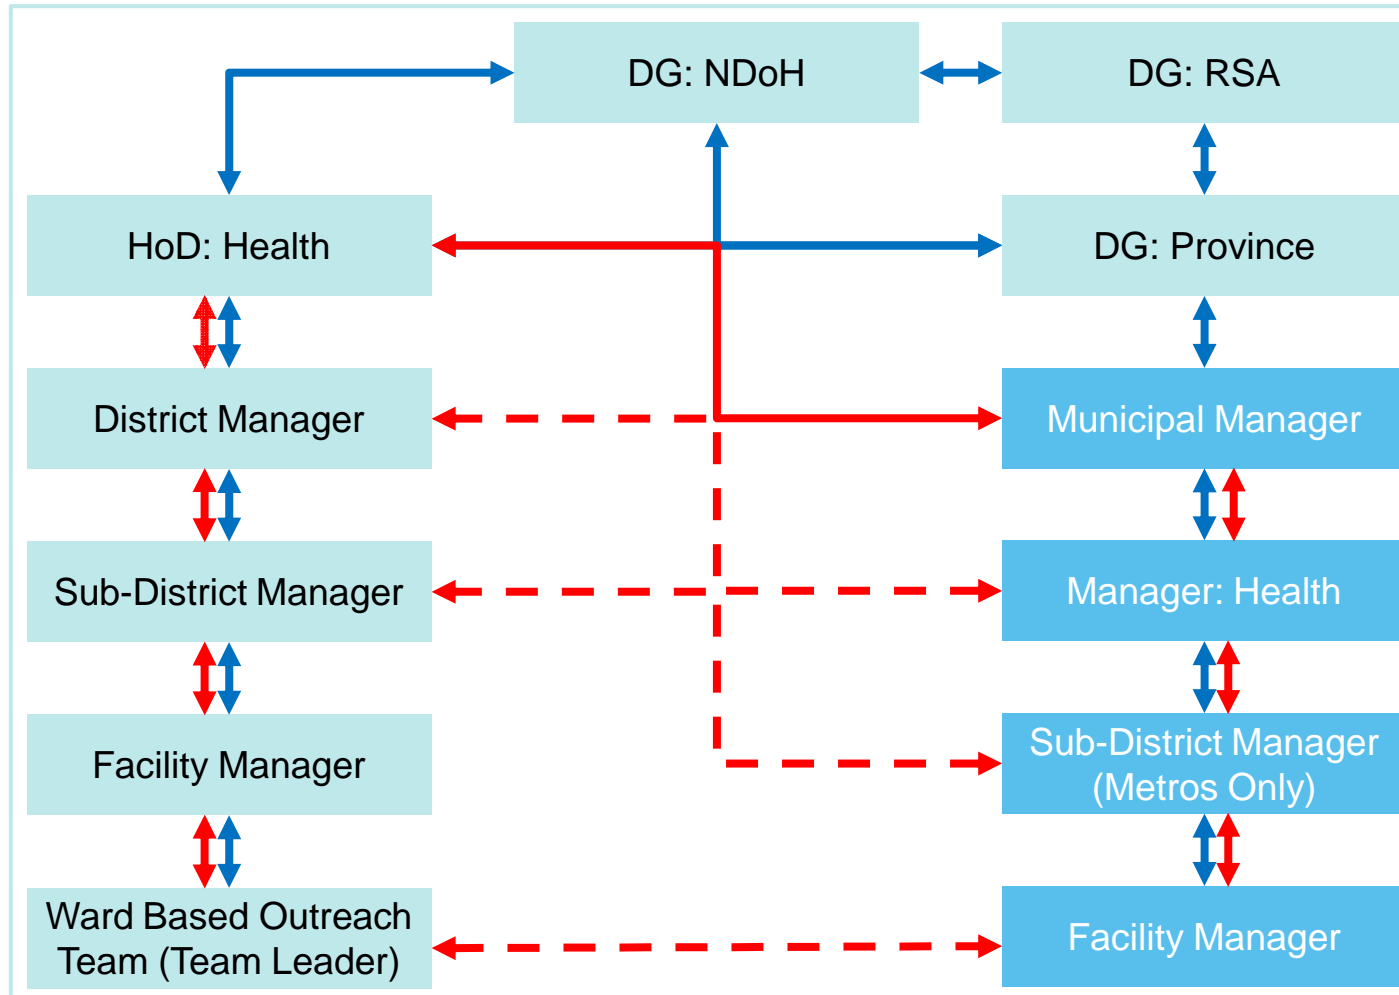 DG: NDoH
DG: RSA
HoD: Health
DG: Province
District Manager
Municipal Manager
Sub-District Manager
Manager: Health
Facility Manager
Sub-District Manager
(Metros Only)
Ward Based Outreach
Team (Team Leader)
Facility Manager